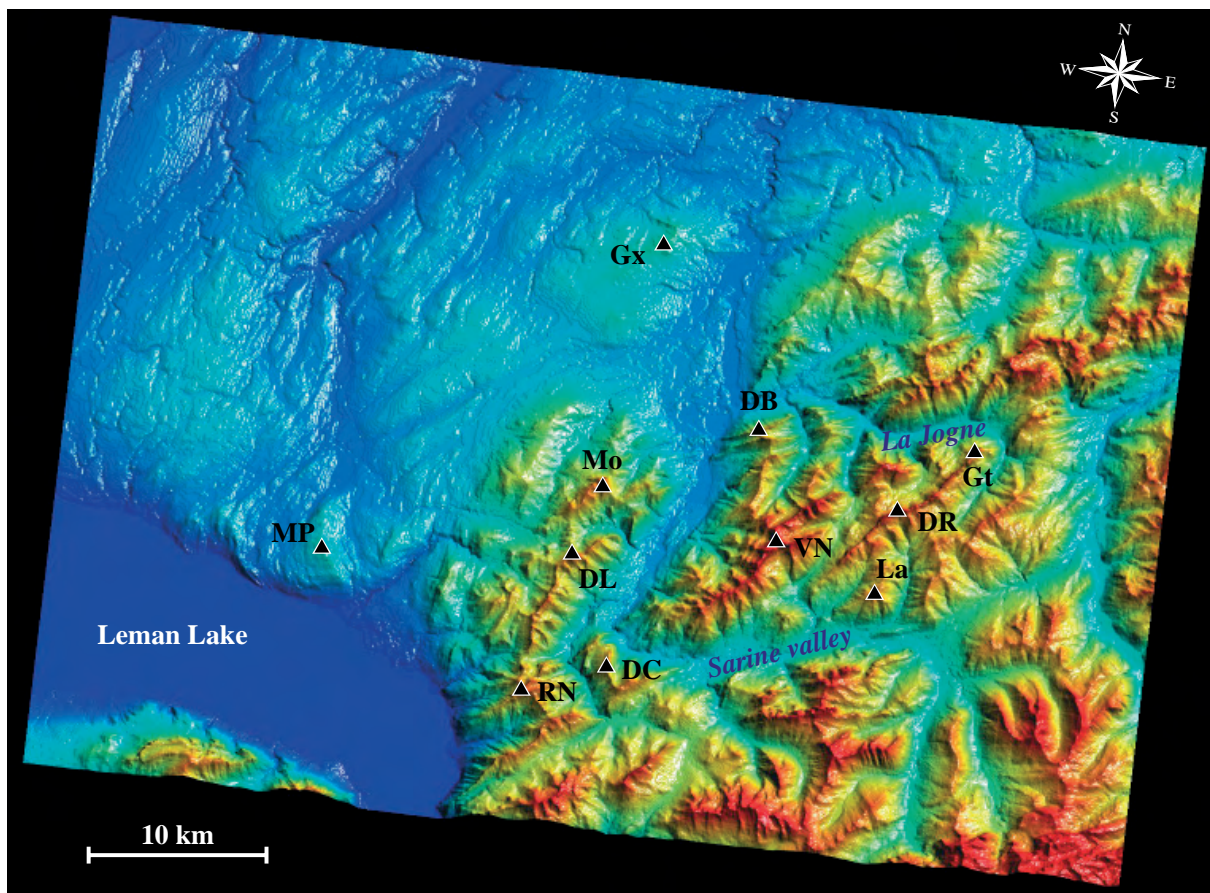 N
W
E
S
Gx
DB
La Jogne
Mo
Gt
DR
MP
VN
DL
La
Leman Lake
Sarine valley
DC
RN
10 km